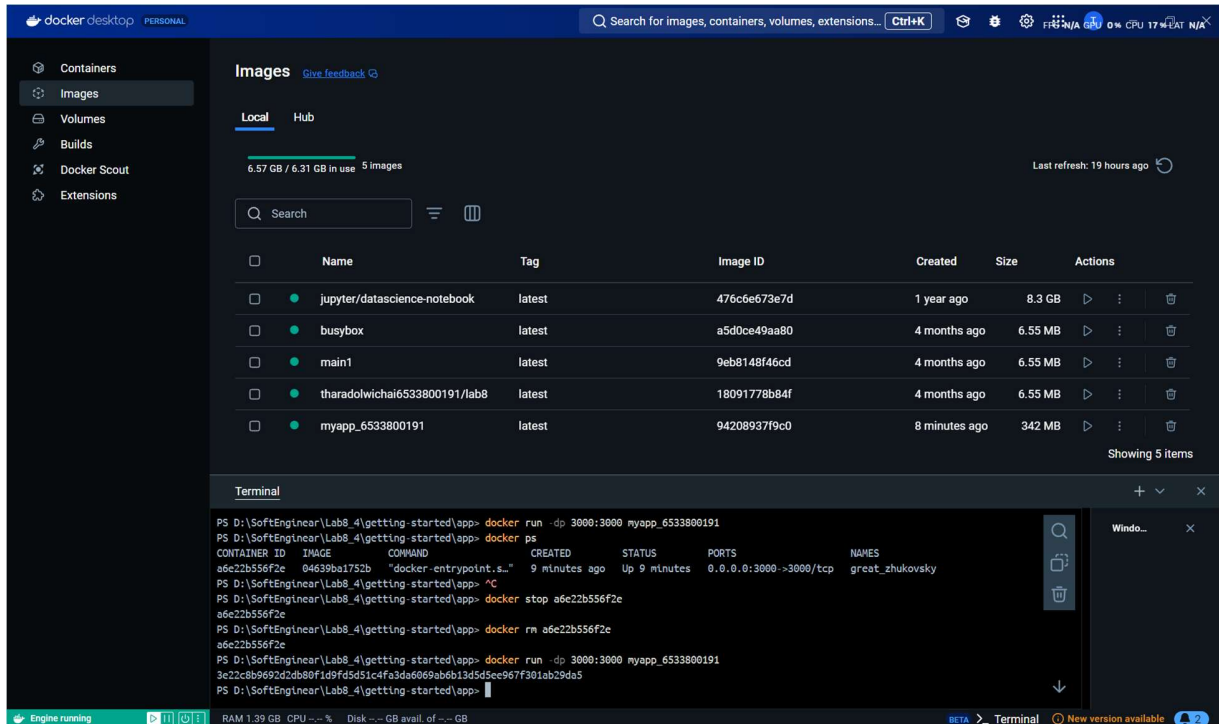 docker desktop PERSONAL
Search for images, containers, volumes, extensions... Ctrl+K
GPU 0% CPU 17% LAT N/A
Containers
Images
Volumes
Builds
Docker Scout
Extensions
Images Give feedback
Local Hub
6.57 GB / 6.31 GB in use 5 images
Last refresh: 19 hours ago
Search
Name Tag Image ID Created Size Actions
jupyter/datascience-notebook latest 476c6e673e7d 1 year ago 8.3 GB
busybox latest a5d0ce49aa80 4 months ago 6.55 MB
main1 latest 9eb8148f46cd 4 months ago 6.55 MB
tharadolwichai6533800191/lab8 latest 18091778b84f 4 months ago 6.55 MB
myapp_6533800191 latest 94208937f9c0 8 minutes ago 342 MB
Showing 5 items
Terminal
Windo...
PS D:\SoftEnginear\Lab8_4\getting-started\app> docker run -dp 3000:3000 myapp_6533800191
PS D:\SoftEnginear\Lab8_4\getting-started\app> docker ps
CONTAINER ID IMAGE COMMAND CREATED STATUS PORTS NAMES
a6e22b556f2e 04639ba1752b "docker-entrypoint.s…" 9 minutes ago Up 9 minutes 0.0.0.0:3000->3000/tcp great_zhukovsky
PS D:\SoftEnginear\Lab8_4\getting-started\app> ^C
PS D:\SoftEnginear\Lab8_4\getting-started\app> docker stop a6e22b556f2e
a6e22b556f2e
PS D:\SoftEnginear\Lab8_4\getting-started\app> docker rm a6e22b556f2e
a6e22b556f2e
PS D:\SoftEnginear\Lab8_4\getting-started\app> docker run -dp 3000:3000 myapp_6533800191
3e22c8b9692d2db80f1d9fd5d51c4fa3da6069ab6b13d5d5ee967f301ab29da5
PS D:\SoftEnginear\Lab8_4\getting-started\app>
Engine running RAM 1.39 GB CPU --.-- % Disk --.-- GB avail. of --.-- GB BETA >_ Terminal New version available 2